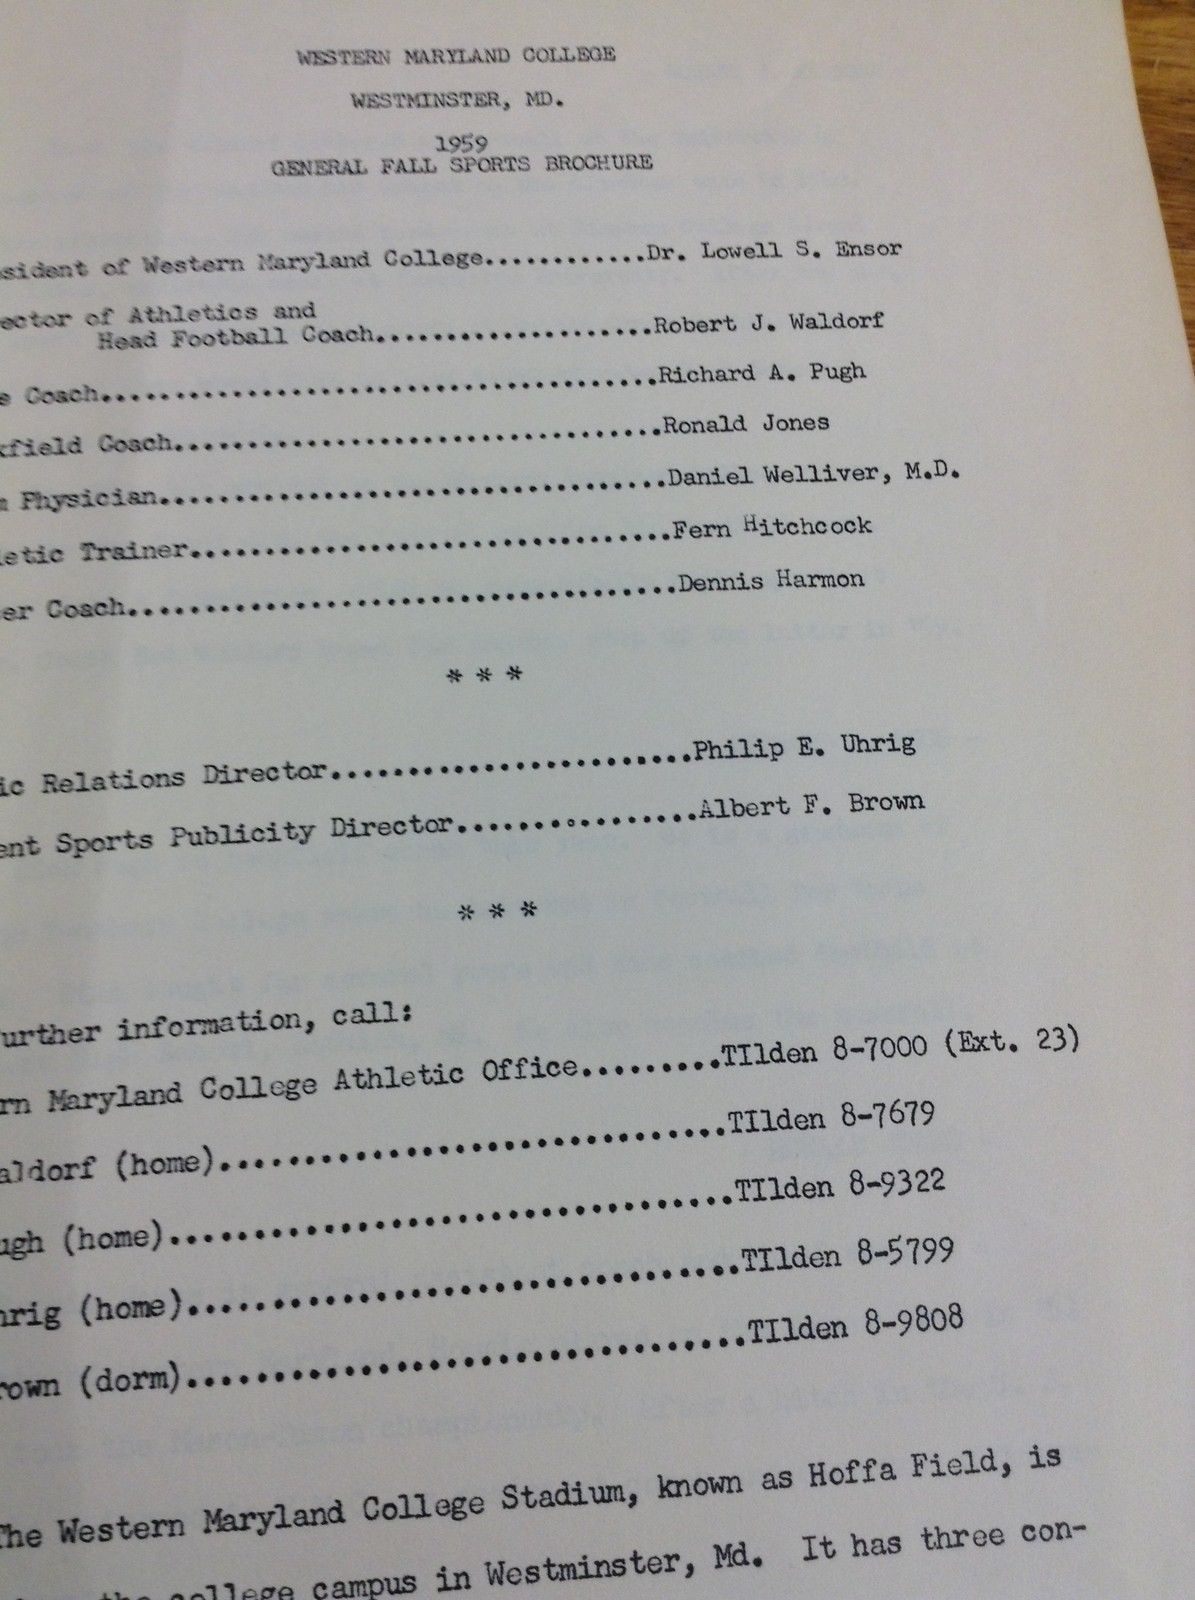 WESTERN MARYLAND COLLEGE
WESTMINSTER, MD.
1959
GENERAL FALL SPORTS BROCHURE
sident of Western Maryland College............Dr. Lowell S. Ensor
ector of Athletics and
Head Football Coach....................Robert J. Waldorf
e Coach....................................Richard A. Pugh
kfield Coach...............................Ronald Jones
m Physician................................Daniel Welliver, M.D.
letic Trainer..............................Fern Hitchcock
er Coach...................................Dennis Harmon
* * *
ic Relations Director.......................Philip E. Uhrig
ent Sports Publicity Director................Albert F. Brown
* * *
further information, call:
rn Maryland College Athletic Office.........TIlden 8-7000 (Ext. 23)
aldorf (home)..............................TIlden 8-7679
ugh (home).................................TIlden 8-9322
hrig (home)................................TIlden 8-5799
rown (dorm)................................TIlden 8-9808
The Western Maryland College Stadium, known as Hoffa Field, is
the college campus in Westminster, Md. It has three con-